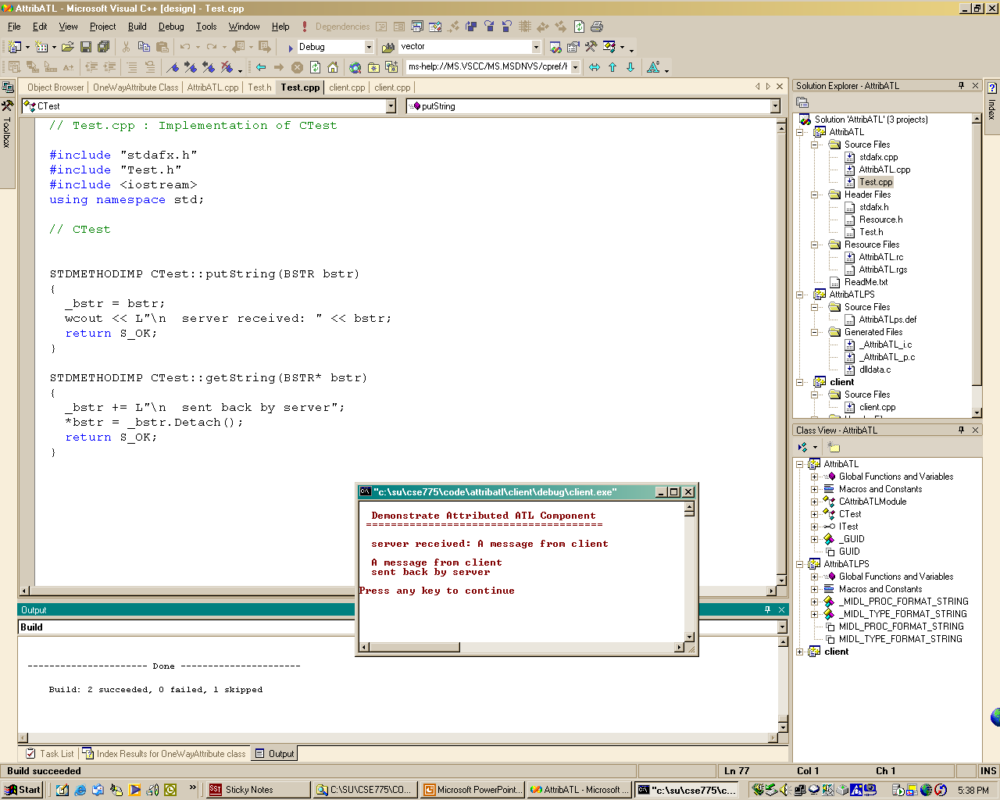 AttribATL - Microsoft Visual C++ [design] - Test.cpp
File Edit View Project Build Debug Tools Window Help Dependencies
Debug vector
ms-help://MS.VSCC/MS.MSDNVS/cpref/
Object Browser OneWayAttribute Class AttribATL.cpp Test.h Test.cpp client.cpp client.cpp
CTest putString
Toolbox
// Test.cpp : Implementation of CTest
#include "stdafx.h"
#include "Test.h"
#include <iostream>
using namespace std;
// CTest
STDMETHODIMP CTest::putString(BSTR bstr)
{
_bstr = bstr;
wcout << L"\n  server received: " << bstr;
return S_OK;
}
STDMETHODIMP CTest::getString(BSTR* bstr)
{
_bstr += L"\n  sent back by server";
*bstr = _bstr.Detach();
return S_OK;
}
"c:\su\cse775\code\attribatl\client\debug\client.exe"
Demonstrate Attributed ATL Component
======================================
server received: A message from client
A message from client
sent back by server
Press any key to continue
Output
Build
---------------------- Done ----------------------
Build: 2 succeeded, 0 failed, 1 skipped
Task List Index Results for OneWayAttribute class Output
Solution Explorer - AttribATL
Solution 'AttribATL' (3 projects)
AttribATL
Source Files
stdafx.cpp
AttribATL.cpp
Test.cpp
Header Files
stdafx.h
Resource.h
Test.h
Resource Files
AttribATL.rc
AttribATL.rgs
ReadMe.txt
AttribATLPS
Source Files
AttribATLps.def
Generated Files
_AttribATL_i.c
_AttribATL_p.c
dlldata.c
client
Source Files
client.cpp
Class View - AttribATL
AttribATL
Global Functions and Variables
Macros and Constants
CAttribATLModule
CTest
ITest
_GUID
GUID
AttribATLPS
Global Functions and Variables
Macros and Constants
_MIDL_PROC_FORMAT_STRING
_MIDL_TYPE_FORMAT_STRING
MIDL_PROC_FORMAT_STRING
MIDL_TYPE_FORMAT_STRING
client
Index
Build succeeded Ln 77 Col 1 Ch 1 INS
Start Sticky Notes C:\SU\CSE775\CO... Microsoft PowerPoint... AttribATL - Microsoft ... "c:\su\cse775\c... 5:38 PM